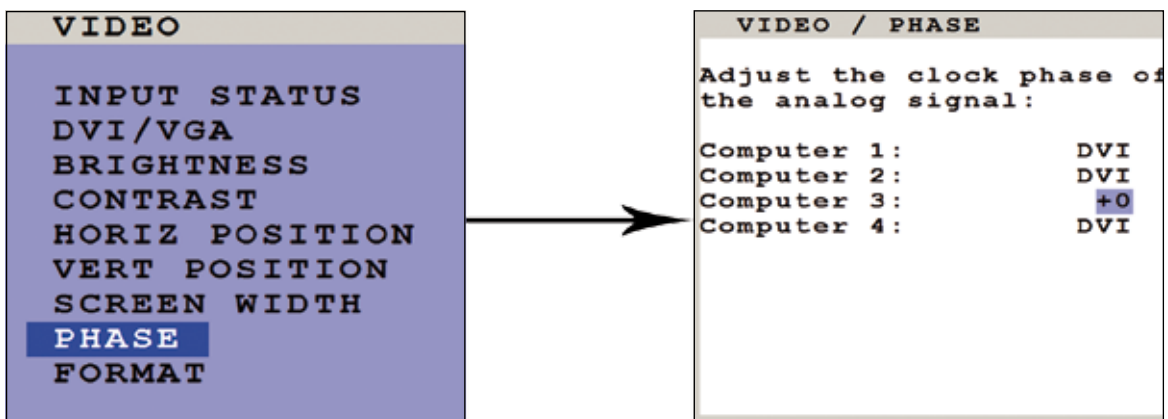 VIDEO
INPUT STATUS
DVI/VGA
BRIGHTNESS
CONTRAST
HORIZ POSITION
VERT POSITION
SCREEN WIDTH
PHASE
FORMAT
VIDEO / PHASE
Adjust the clock phase of
the analog signal:
Computer 1: DVI
Computer 2: DVI
Computer 3: +0
Computer 4: DVI